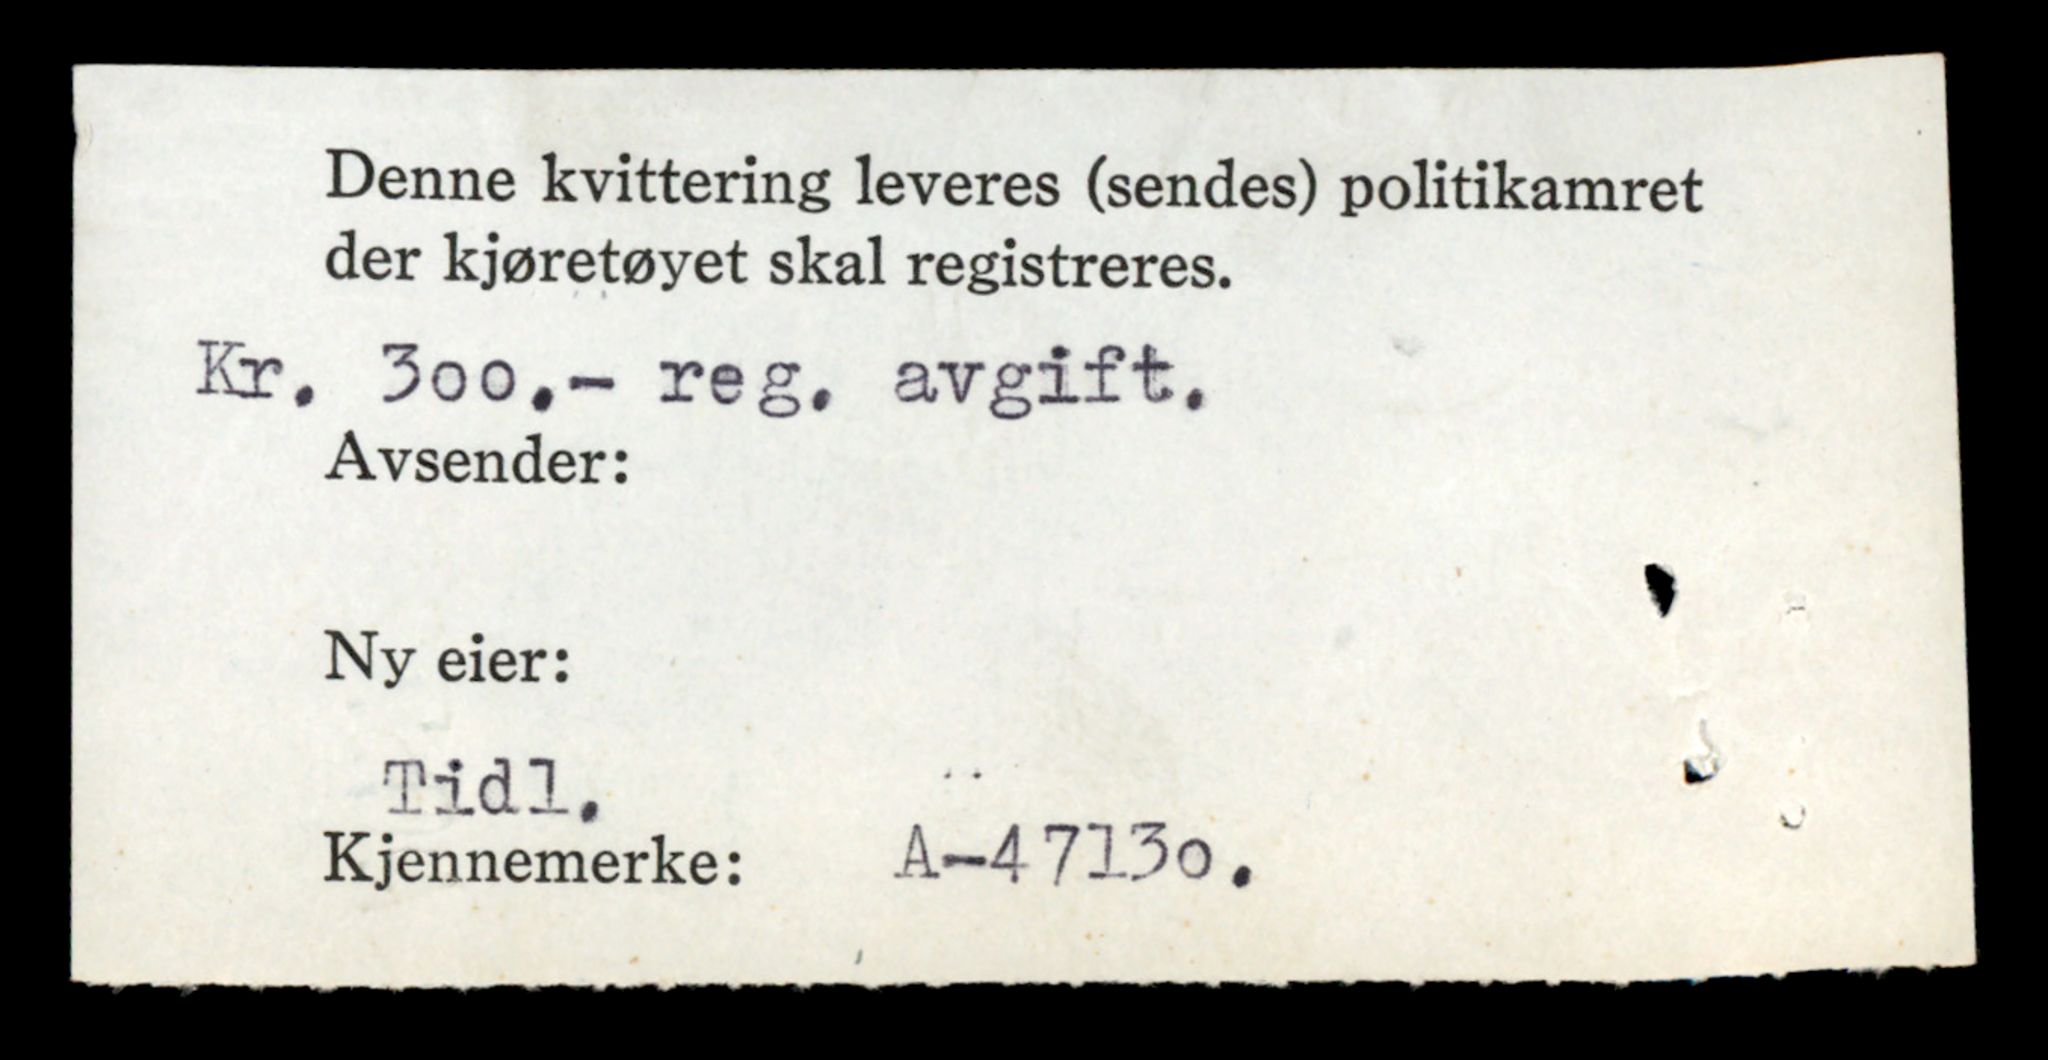 Denne kvittering leveres (sendes) politikamret
der kjøretøyet skal registreres.
Kr. 3oo.- reg. avgift.
Avsender:
Ny eier:
Tidl.
Kjennemerke: A-4713o.